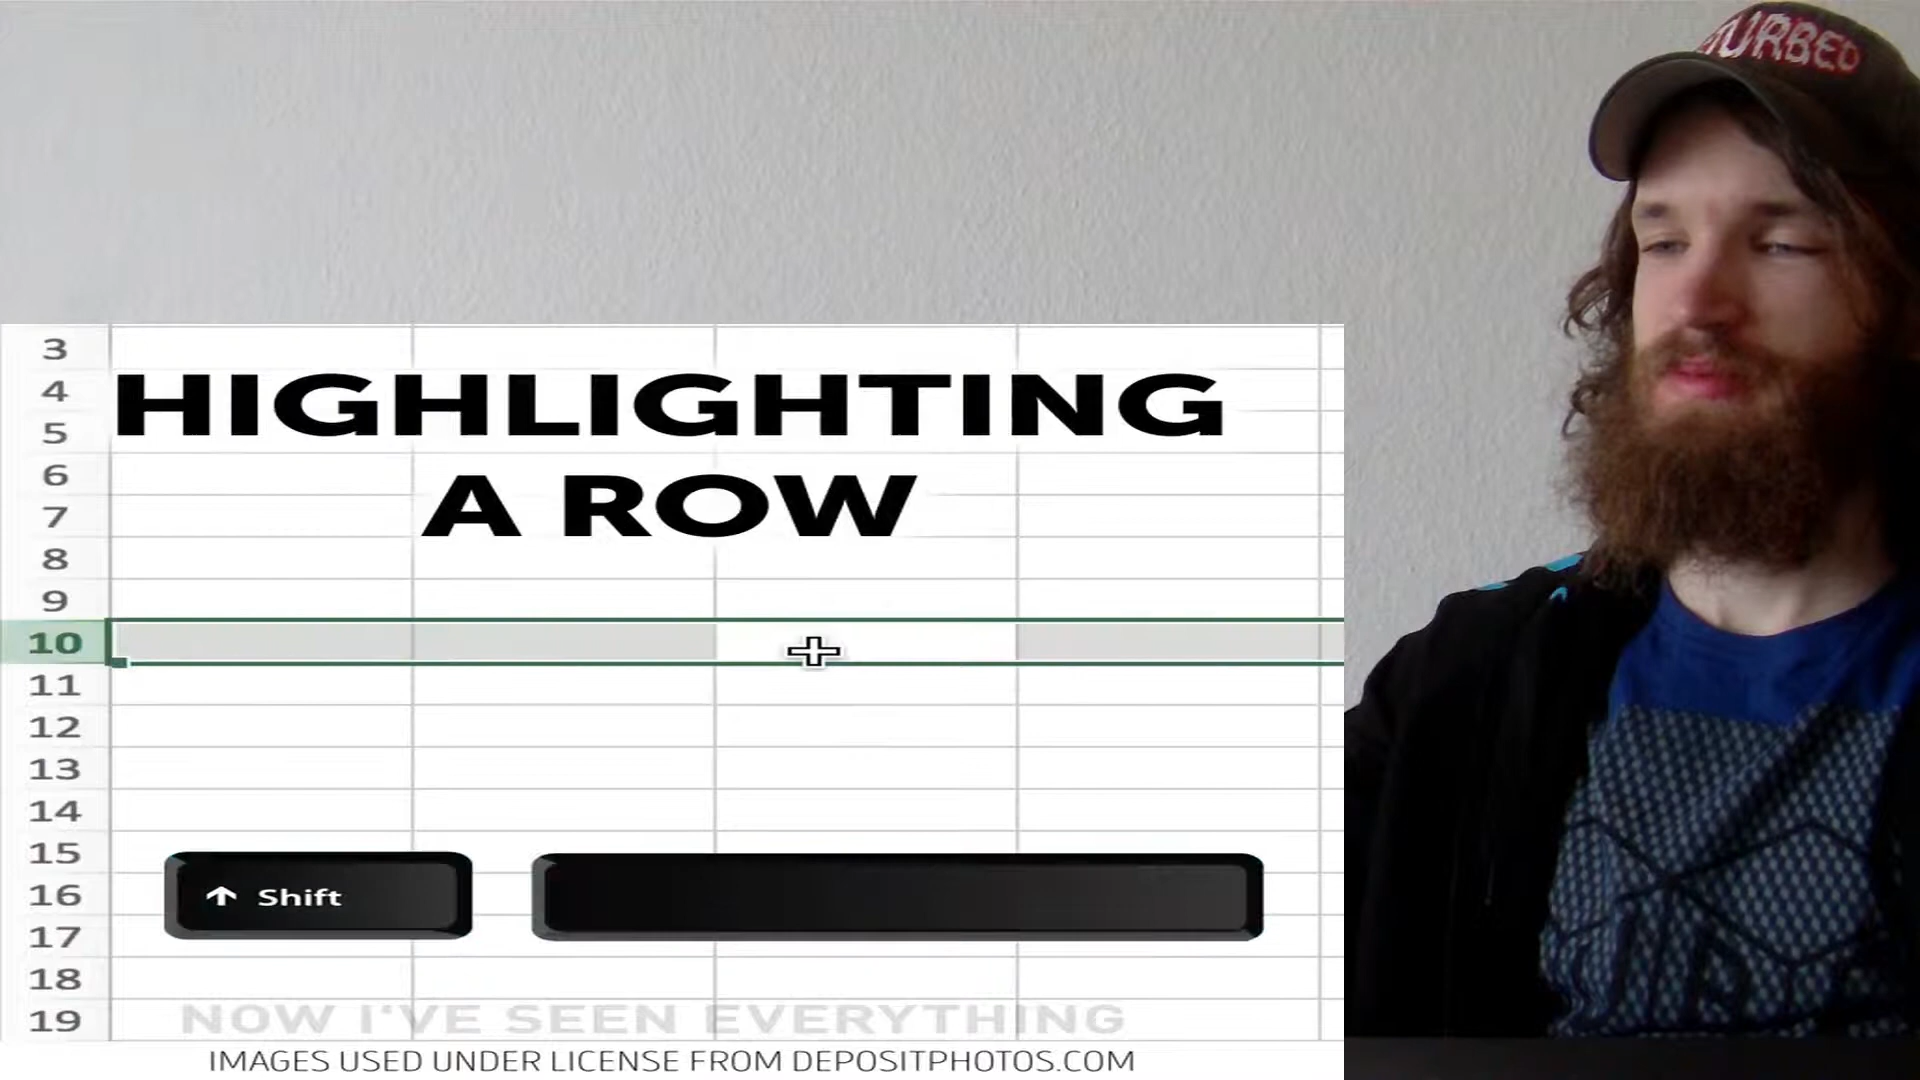 TURBED
3
HIGHLIGHTING
4
5
6
A ROW
7
8
9
10
11
12
13
14
15
16
↑ Shift
17
18
19
NOW I'VE SEEN EVERYTHING
IMAGES USED UNDER LICENSE FROM DEPOSITPHOTOS.COM